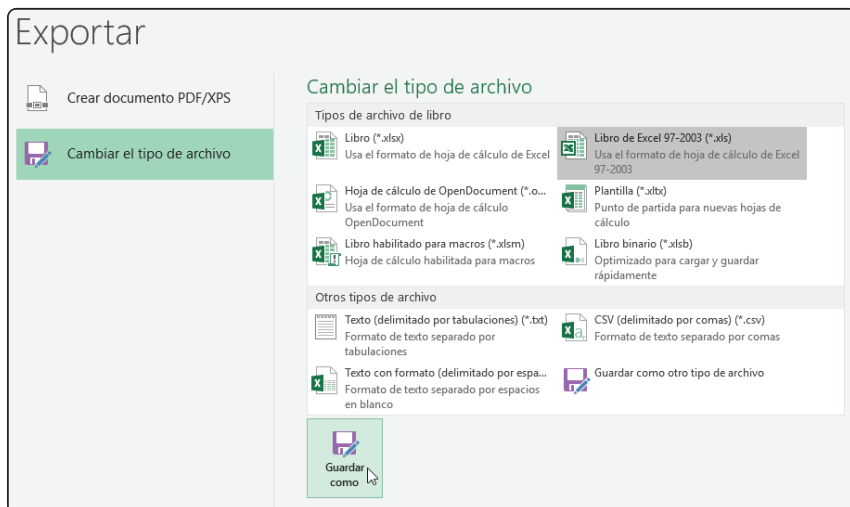 Exportar
Crear documento PDF/XPS
Cambiar el tipo de archivo
Cambiar el tipo de archivo
Tipos de archivo de libro
Libro (*.xlsx)
Usa el formato de hoja de cálculo de Excel
Libro de Excel 97-2003 (*.xls)
Usa el formato de hoja de cálculo de Excel
97-2003
Hoja de cálculo de OpenDocument (*.o...
Usa el formato de hoja de cálculo
OpenDocument
Plantilla (*.xltx)
Punto de partida para nuevas hojas de
cálculo
Libro habilitado para macros (*.xlsm)
Hoja de cálculo habilitada para macros
Libro binario (*.xlsb)
Optimizado para cargar y guardar
rápidamente
Otros tipos de archivo
Texto (delimitado por tabulaciones) (*.txt)
Formato de texto separado por
tabulaciones
CSV (delimitado por comas) (*.csv)
Formato de texto separado por comas
Texto con formato (delimitado por espa...
Formato de texto separado por espacios
en blanco
Guardar como otro tipo de archivo
Guardar
como